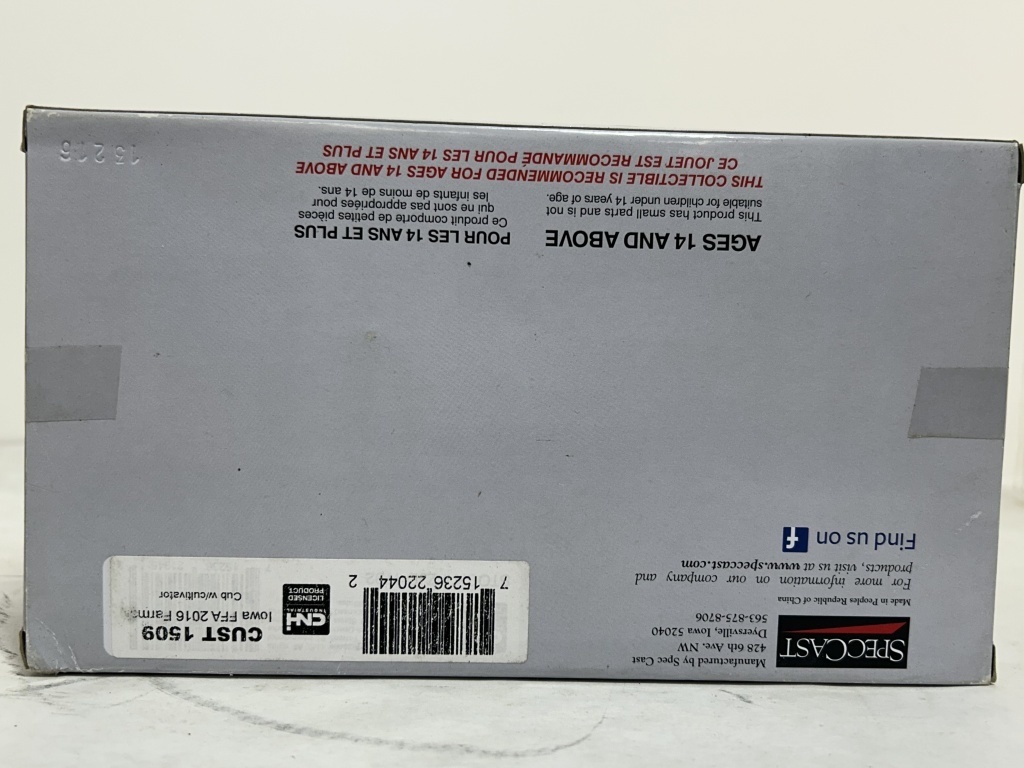 SPECCAST
Manufactured by Spec Cast
428 6th Ave. NW
Dyersville, Iowa 52040
563-875-8706
Made in Peoples Republic of China
For more information on our company and
products, visit us at www.speccast.com
Find us on f
7 15236 22044 2
CNH
INDUSTRIAL
LICENSED
PRODUCT
CUST 1509
Iowa FFA 2016 Farmall
Cub w/cultivator
AGES 14 AND ABOVE
This product has small parts and is not
suitable for children under 14 years of age.
POUR LES 14 ANS ET PLUS
Ce produit comporte de petites pièces
qui ne sont pas appropriées pour
les infants de moins de 14 ans.
THIS COLLECTIBLE IS RECOMMENDED FOR AGES 14 AND ABOVE
CE JOUET EST RECOMMANDÉ POUR LES 14 ANS ET PLUS